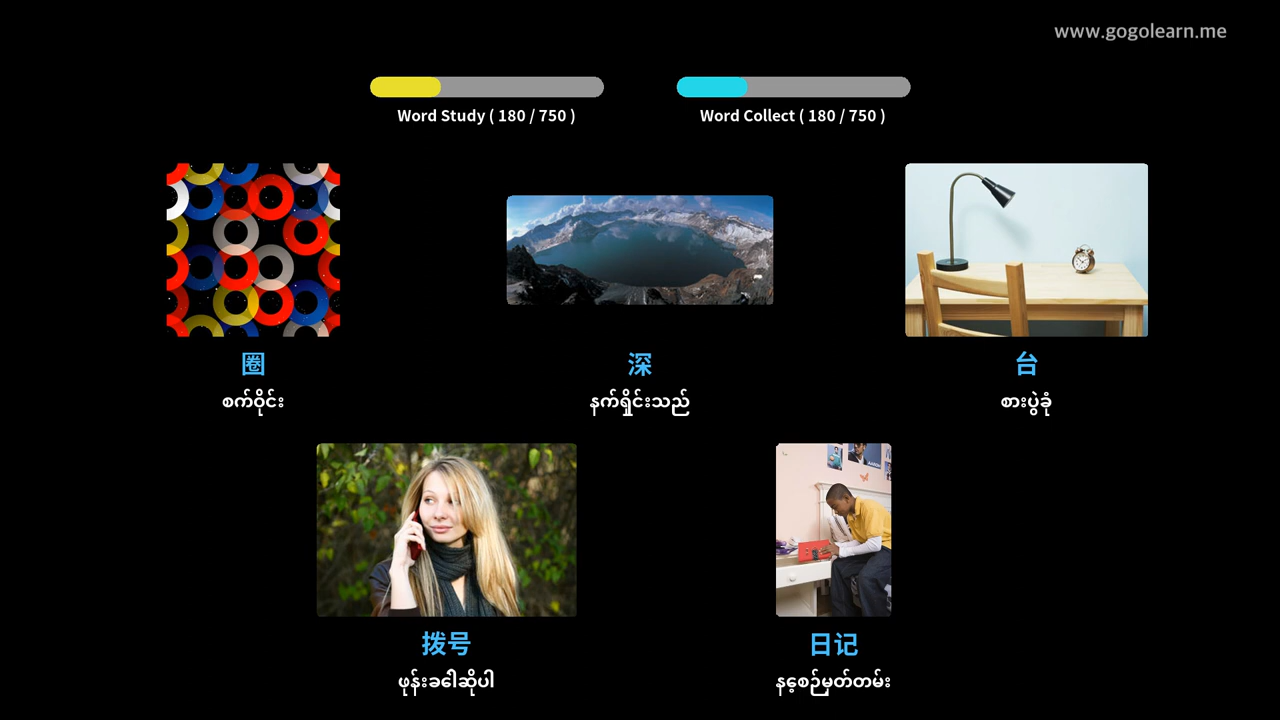 www.gogolearn.me
Word Study ( 180 / 750 )
Word Collect ( 180 / 750 )
圈
စက်ဝိုင်း
深
နက်ရှိုင်းသည်
台
စားပွဲခုံ
拨号
ဖုန်းခေါ်ဆိုပါ
日记
နေ့စဉ်မှတ်တမ်း